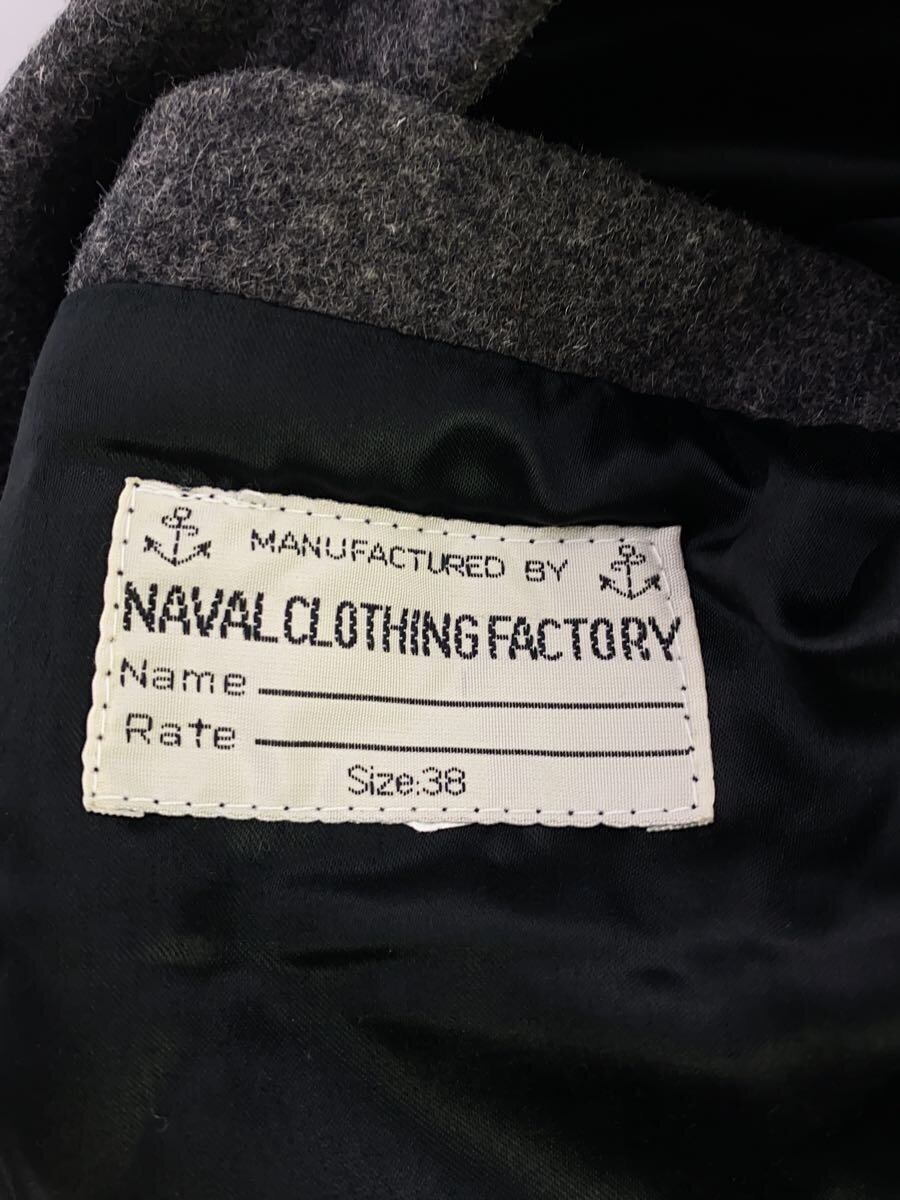 MANUFACTURED BY
NAVAL CLOTHING FACTORY
Name
Rate
Size:38